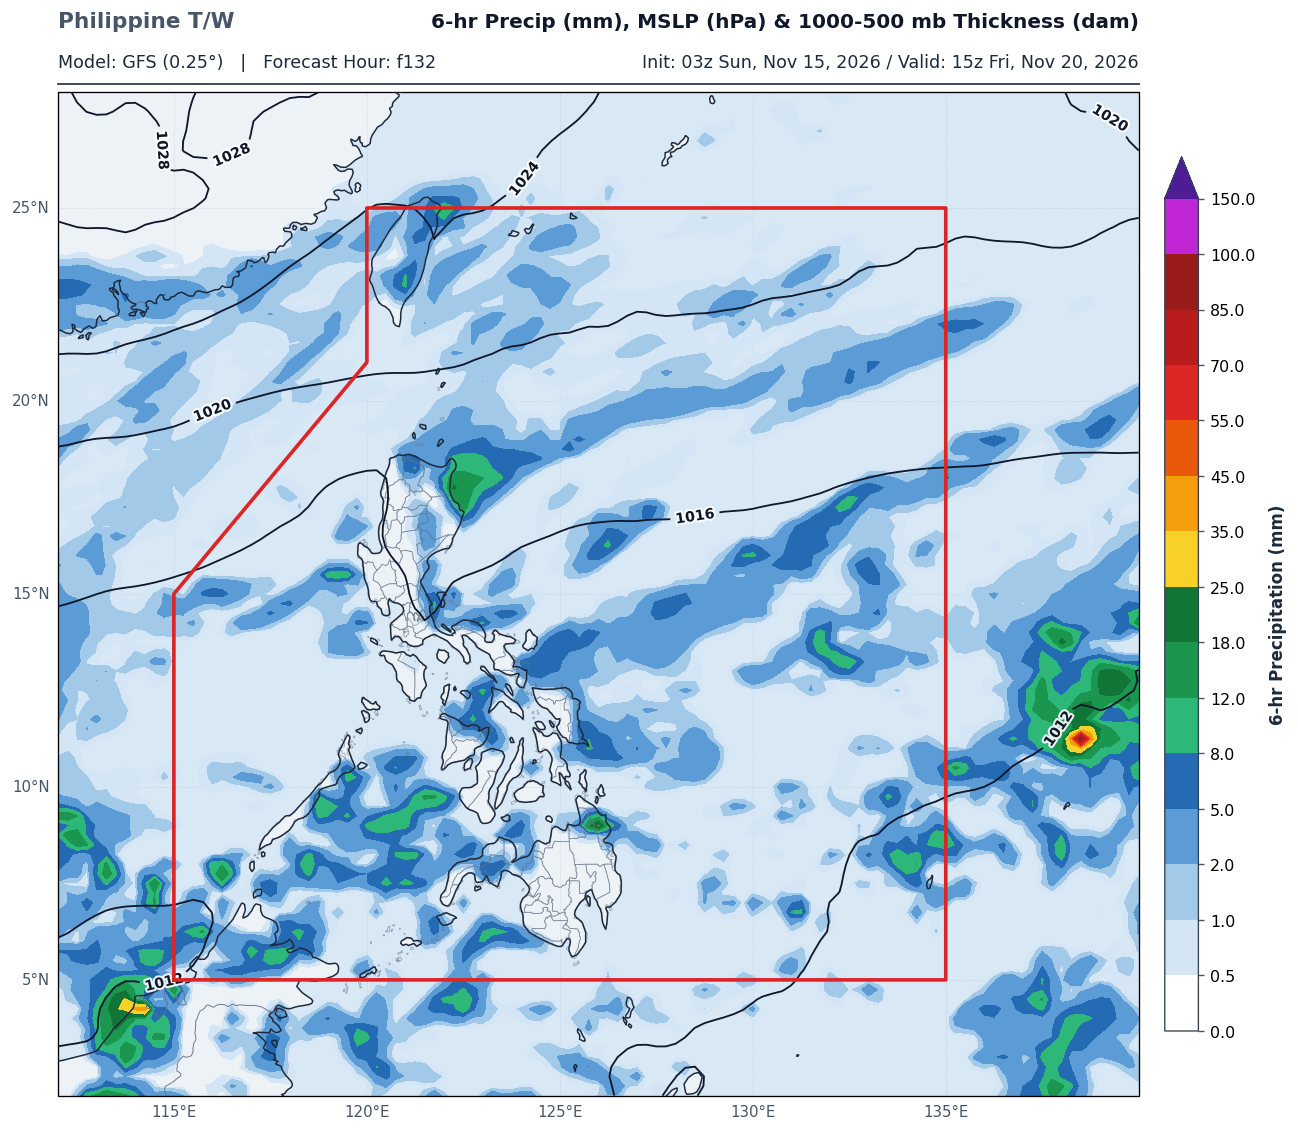 Philippine T/W
6-hr Precip (mm), MSLP (hPa) & 1000-500 mb Thickness (dam)
Model: GFS (0.25°) | Forecast Hour: f132
Init: 03z Sun, Nov 15, 2026 / Valid: 15z Fri, Nov 20, 2026
1028
1028
1024
1020
1020
1016
1012
1012
25°N
20°N
15°N
10°N
5°N
115°E
120°E
125°E
130°E
135°E
150.0
100.0
85.0
70.0
55.0
45.0
35.0
25.0
18.0
12.0
8.0
5.0
2.0
1.0
0.5
0.0
6-hr Precipitation (mm)